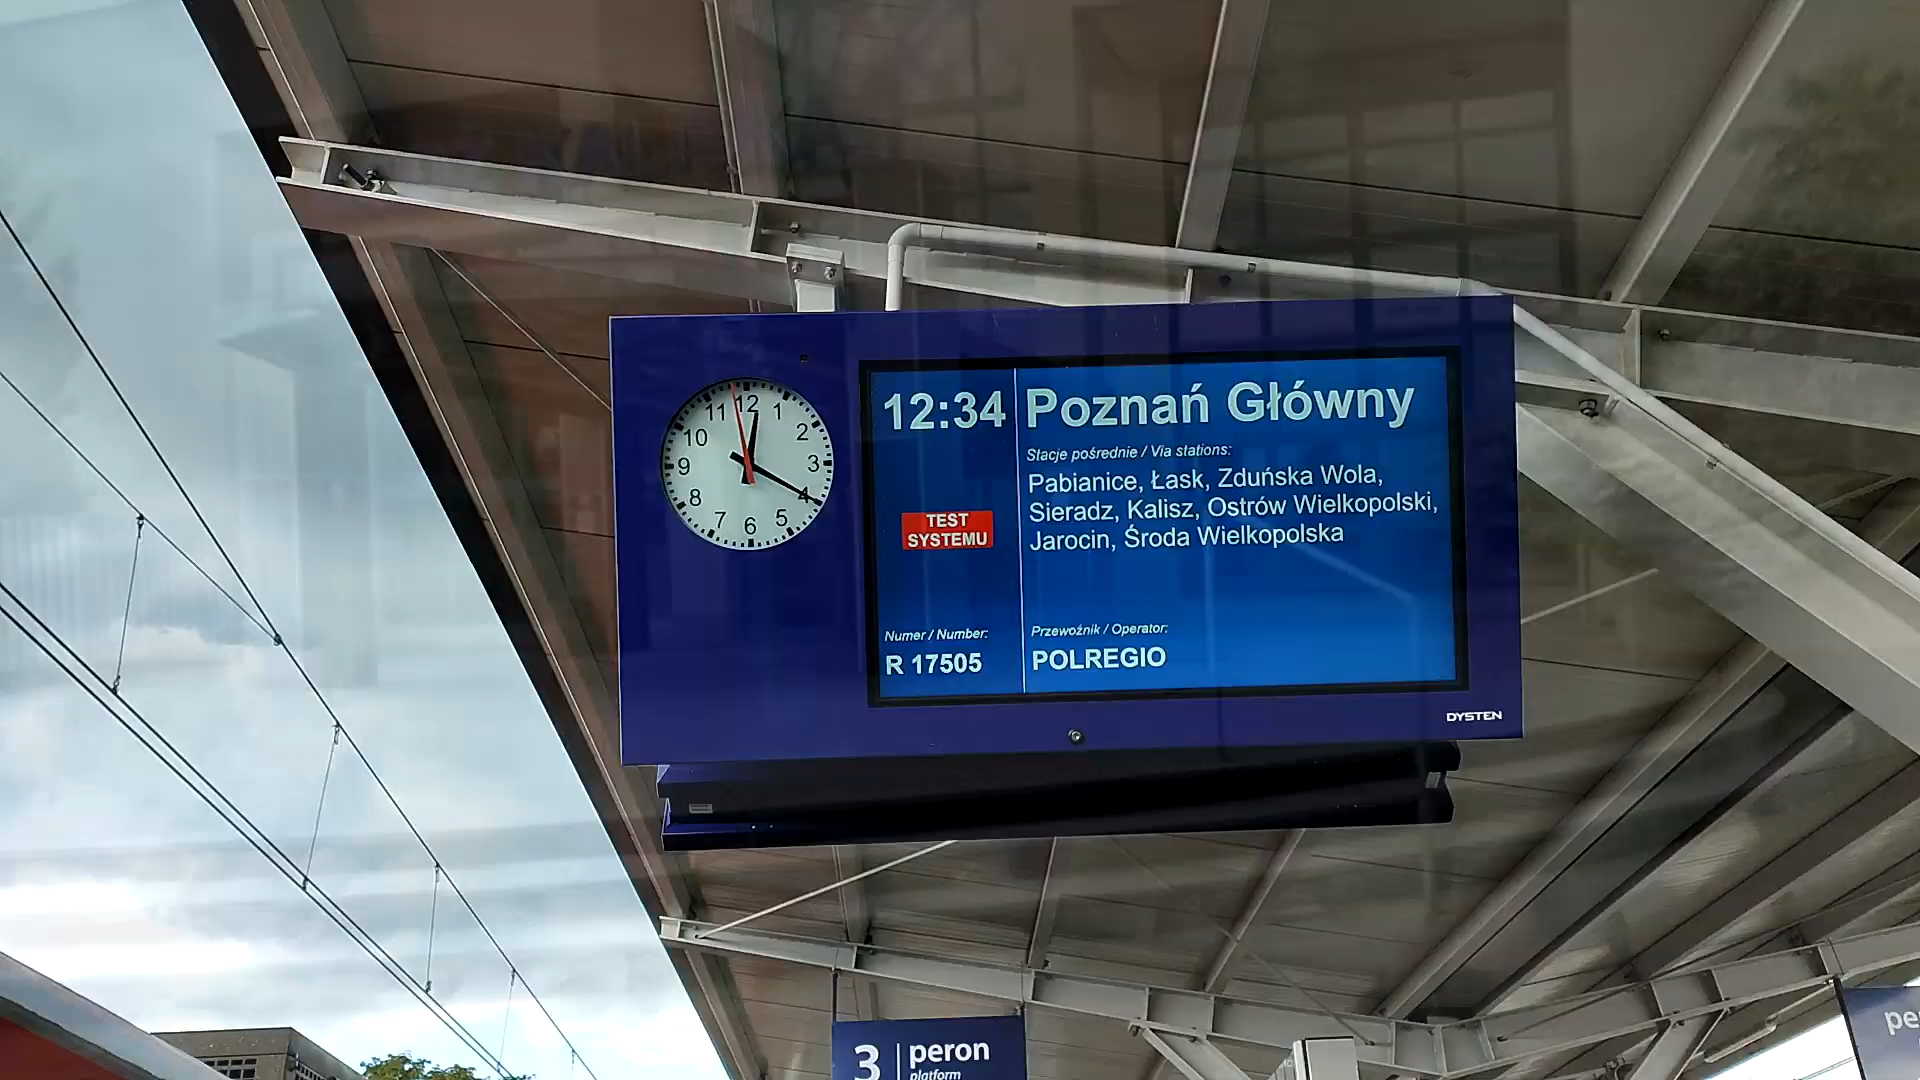 12
1
2
3
4
5
6
7
8
9
10
11
12:34
Poznań Główny
Stacje pośrednie / Via stations:
Pabianice, Łask, Zduńska Wola,
Sieradz, Kalisz, Ostrów Wielkopolski,
Jarocin, Środa Wielkopolska
TEST
SYSTEMU
Numer / Number:
R 17505
Przewoźnik / Operator:
POLREGIO
DYSTEN
3
peron
platform
pe